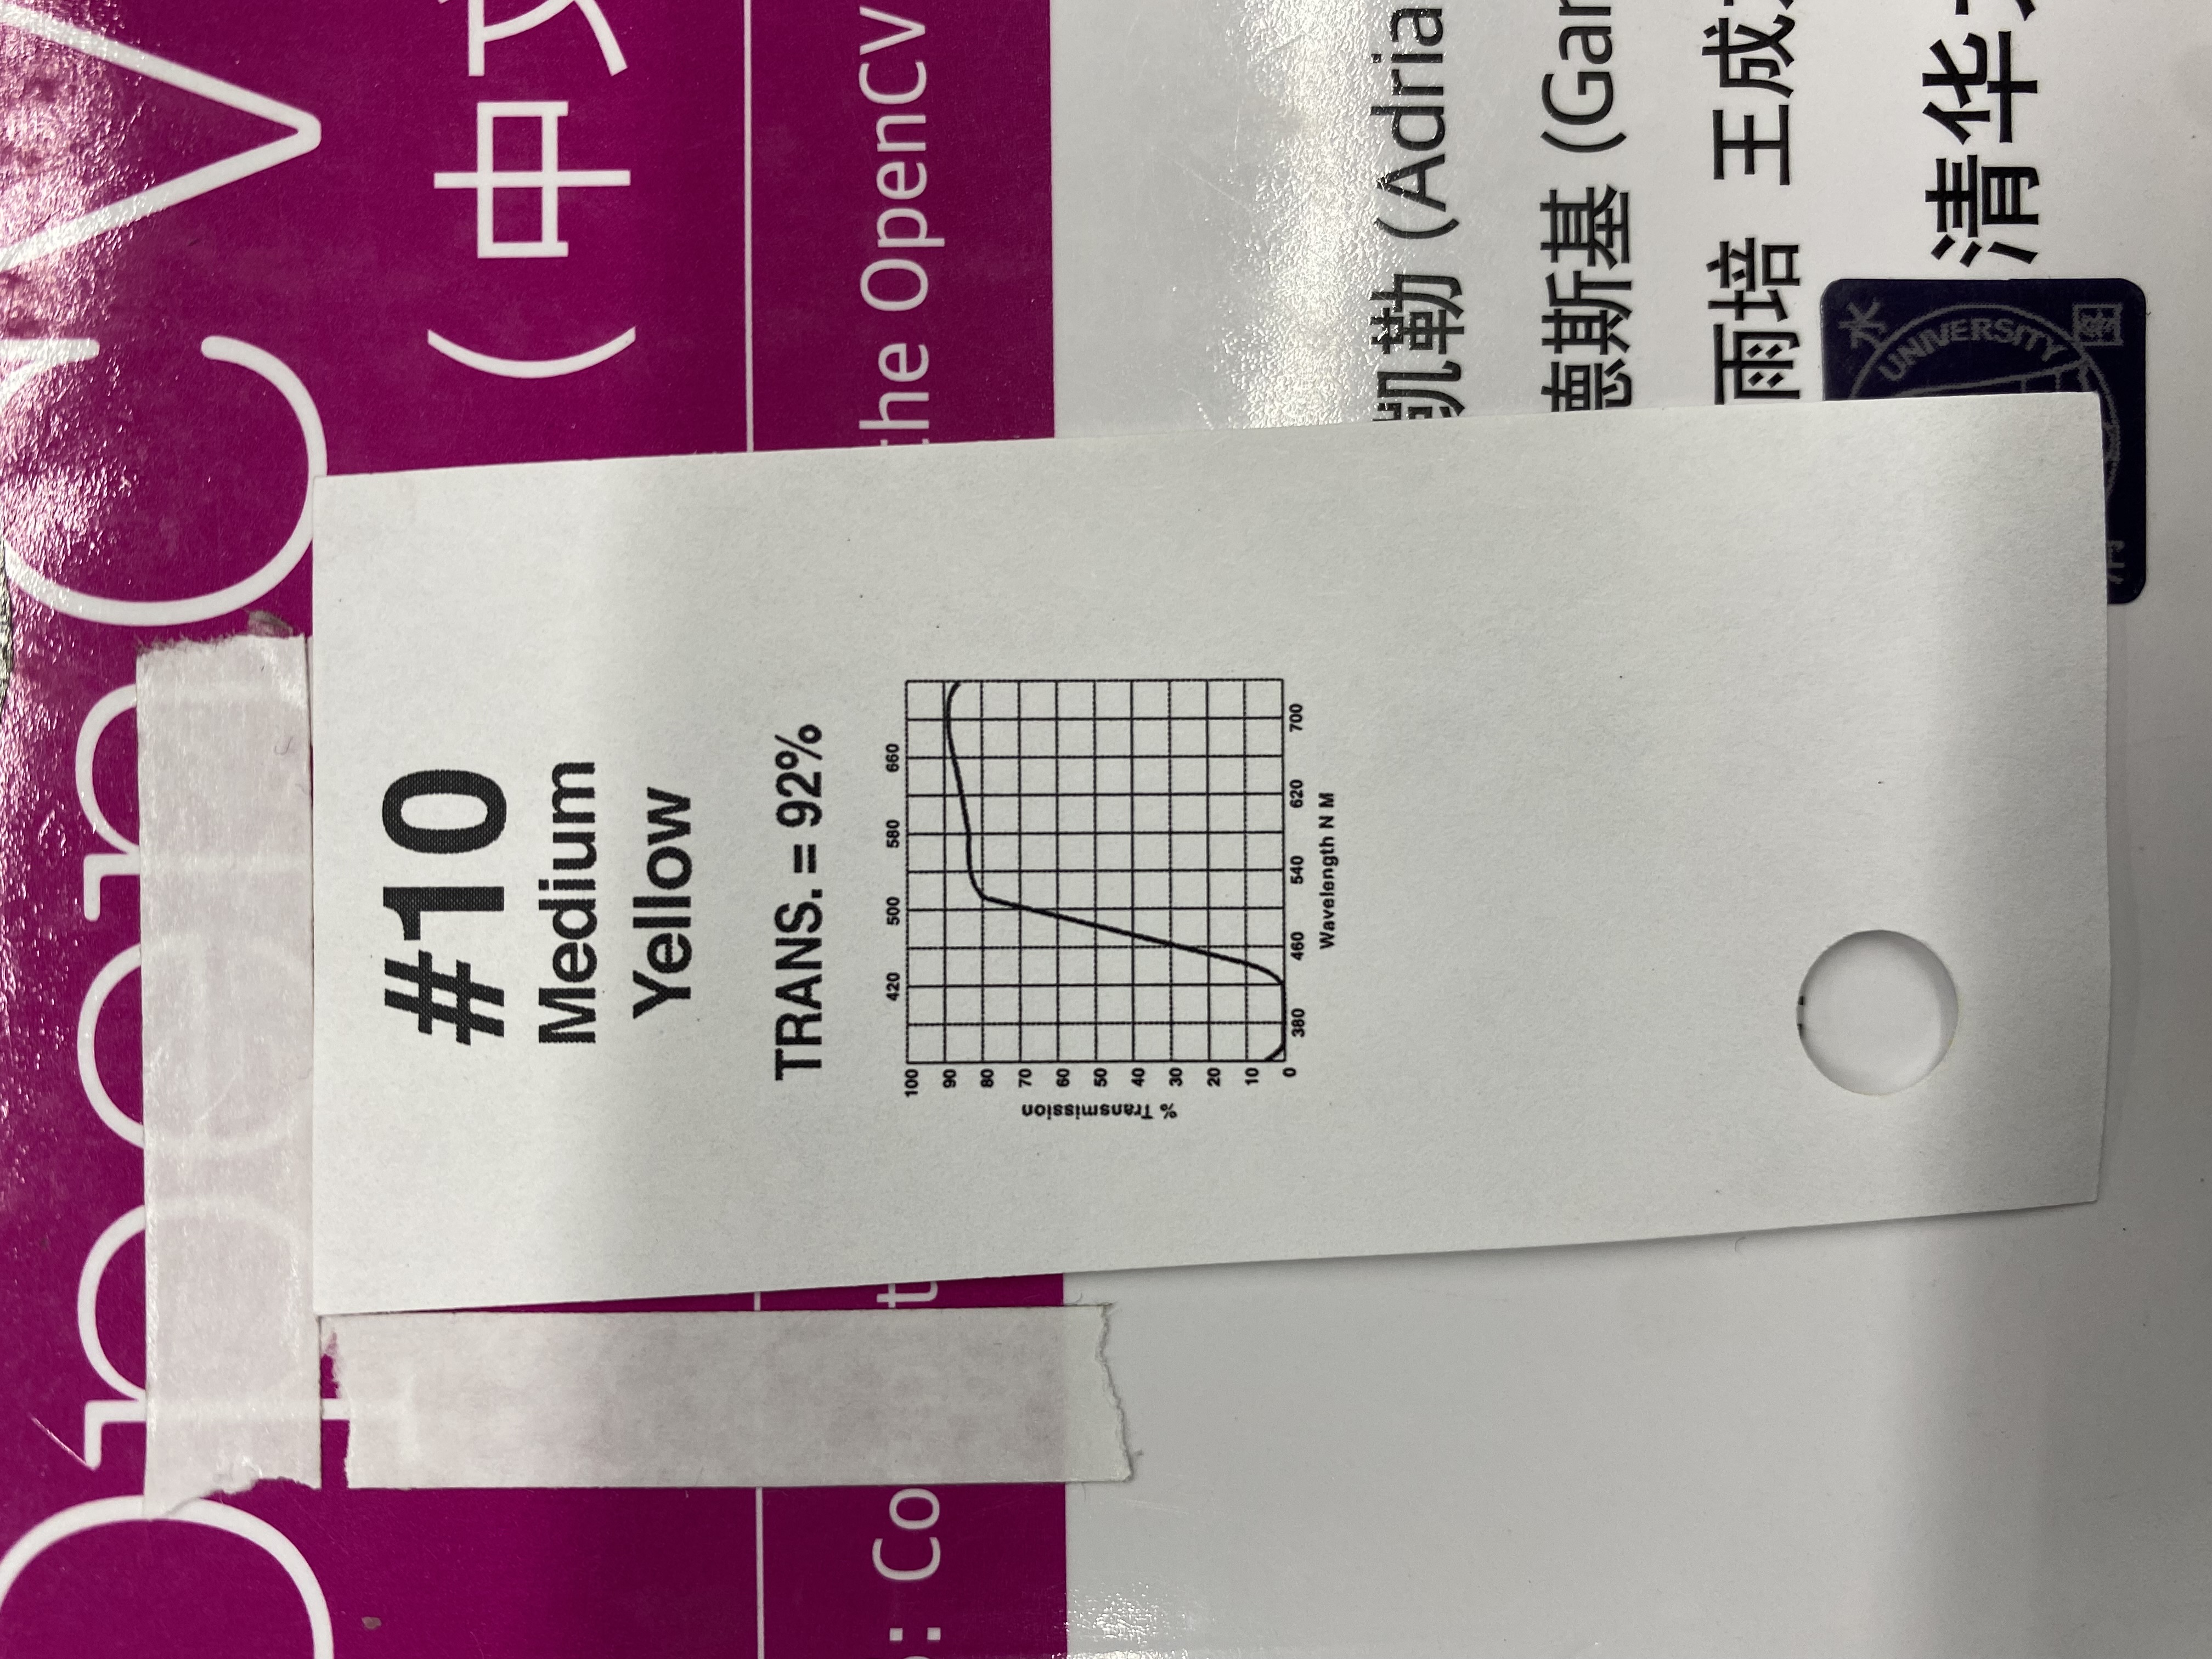 OpenCV
（中文
#10
Medium
Yellow
TRANS. = 92%
: Co
the OpenCV
420 500 580 660
100
90
80
70
60
50
40
30
20
10
0
% Transmission
380 460 540 620 700
Wavelength N M
凯勒 (Adria
德斯基 (Gar
雨培 王成
水
UNIVERSITY
清华